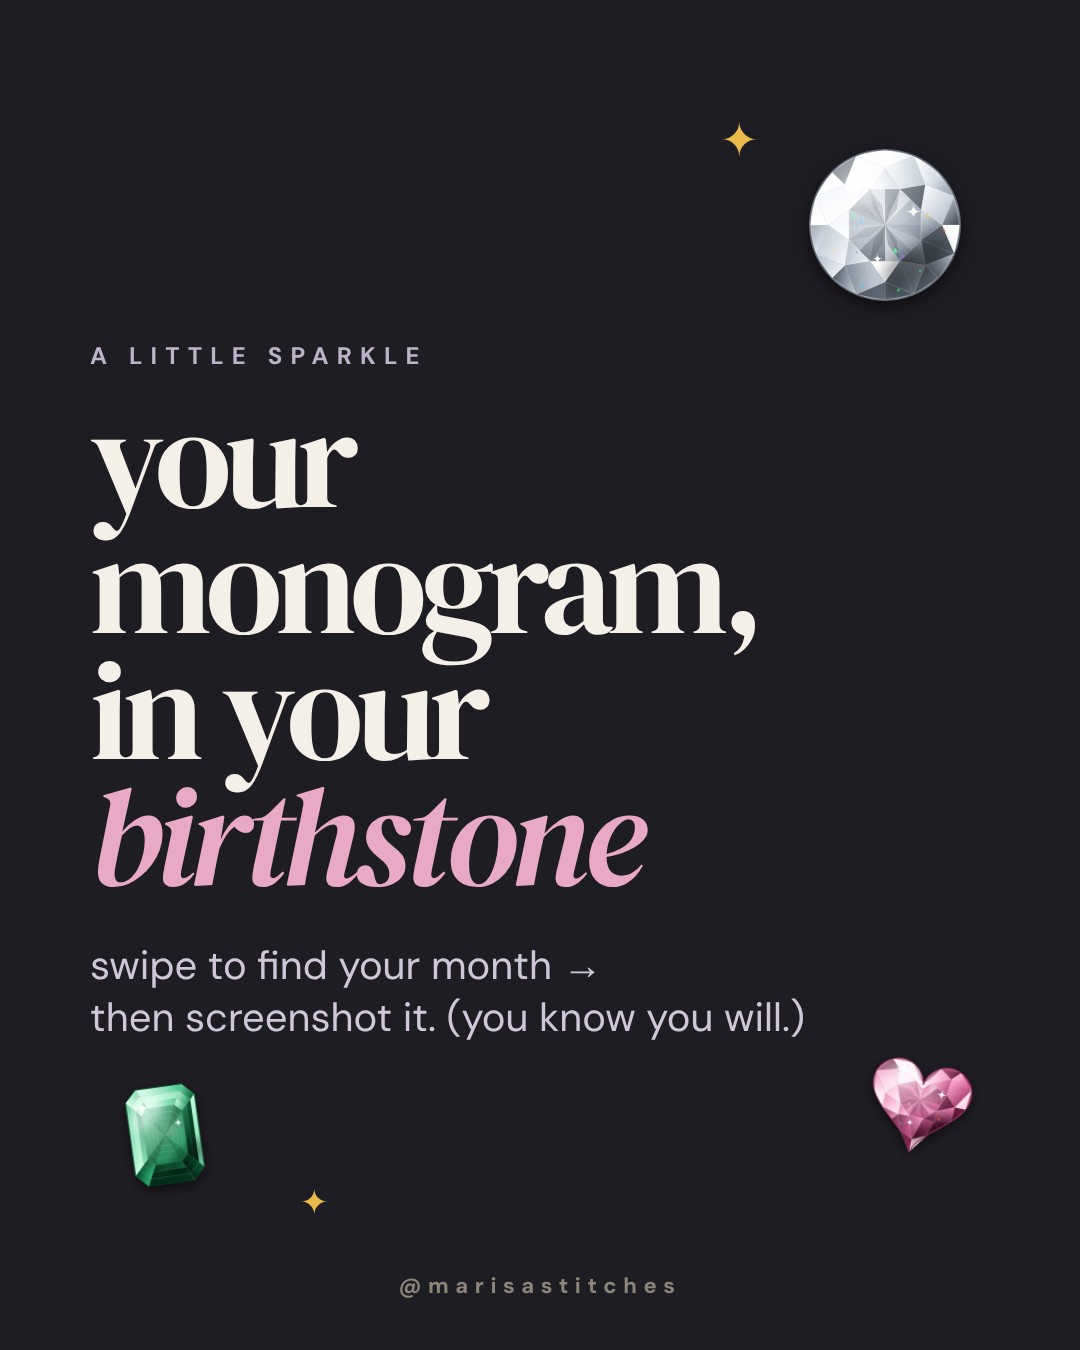 A LITTLE SPARKLE
your
monogram,
in your
birthstone
swipe to find your month →
then screenshot it. (you know you will.)
@marisastitches